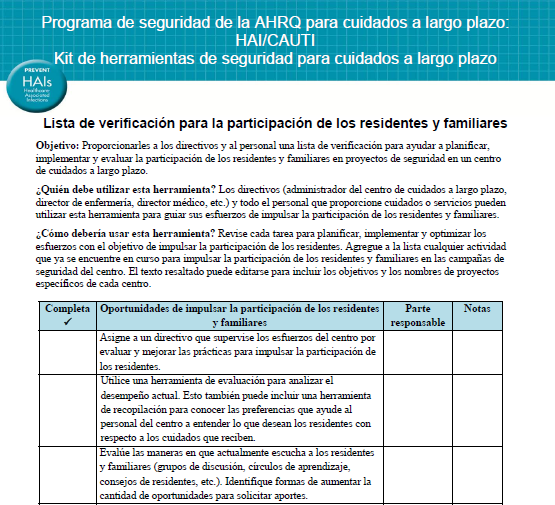 Programa de seguridad de la AHRQ para cuidados a largo plazo:
HAI/CAUTI
Kit de herramientas de seguridad para cuidados a largo plazo
PREVENT
HAIs
Healthcare
Associated
Infections
Lista de verificación para la participación de los residentes y familiares
Objetivo: Proporcionarles a los directivos y al personal una lista de verificación para ayudar a planificar,
implementar y evaluar la participación de los residentes y familiares en proyectos de seguridad en un centro
de cuidados a largo plazo.
¿Quién debe utilizar esta herramienta? Los directivos (administrador del centro de cuidados a largo plazo,
director de enfermería, director médico, etc.) y todo el personal que proporcione cuidados o servicios pueden
utilizar esta herramienta para guiar sus esfuerzos de impulsar la participación de los residentes y familiares.
¿Cómo debería usar esta herramienta? Revise cada tarea para planificar, implementar y optimizar los
esfuerzos con el objetivo de impulsar la participación de los residentes. Agregue a la lista cualquier actividad
que ya se encuentre en curso para impulsar la participación de los residentes y familiares en las campañas de
seguridad del centro. El texto resaltado puede editarse para incluir los objetivos y los nombres de proyectos
específicos de cada centro.
Completa
✓
Oportunidades de impulsar la participación de los residentes
y familiares
Parte
responsable
Notas
Asigne a un directivo que supervise los esfuerzos del centro por
evaluar y mejorar las prácticas para impulsar la participación de
los residentes.
Utilice una herramienta de evaluación para analizar el
desempeño actual. Esto también puede incluir una herramienta
de recopilación para conocer las preferencias que ayude al
personal del centro a entender lo que desean los residentes con
respecto a los cuidados que reciben.
Evalúe las maneras en que actualmente escucha a los residentes
y familiares (grupos de discusión, círculos de aprendizaje,
consejos de residentes, etc.). Identifique formas de aumentar la
cantidad de oportunidades para solicitar aportes.